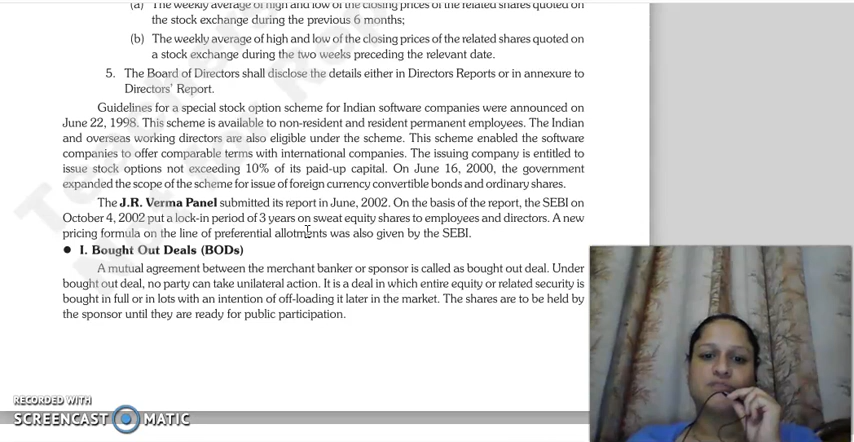 (a) The weekly average of high and low of the closing prices of the related shares quoted on
the stock exchange during the previous 6 months;
(b) The weekly average of high and low of the closing prices of the related shares quoted on
a stock exchange during the two weeks preceding the relevant date.
5. The Board of Directors shall disclose the details either in Directors Reports or in annexure to
Directors' Report.
Guidelines for a special stock option scheme for Indian software companies were announced on
June 22, 1998. This scheme is available to non-resident and resident permanent employees. The Indian
and overseas working directors are also eligible under the scheme. This scheme enabled the software
companies to offer comparable terms with international companies. The issuing company is entitled to
issue stock options not exceeding 10% of its paid-up capital. On June 16, 2000, the government
expanded the scope of the scheme for issue of foreign currency convertible bonds and ordinary shares.
The J.R. Verma Panel submitted its report in June, 2002. On the basis of the report, the SEBI on
October 4, 2002 put a lock-in period of 3 years on sweat equity shares to employees and directors. A new
pricing formula on the line of preferential allotments was also given by the SEBI.
● I. Bought Out Deals (BODs)
A mutual agreement between the merchant banker or sponsor is called as bought out deal. Under
bought out deal, no party can take unilateral action. It is a deal in which entire equity or related security is
bought in full or in lots with an intention of off-loading it later in the market. The shares are to be held by
the sponsor until they are ready for public participation.
RECORDED WITH
SCREENCAST MATIC